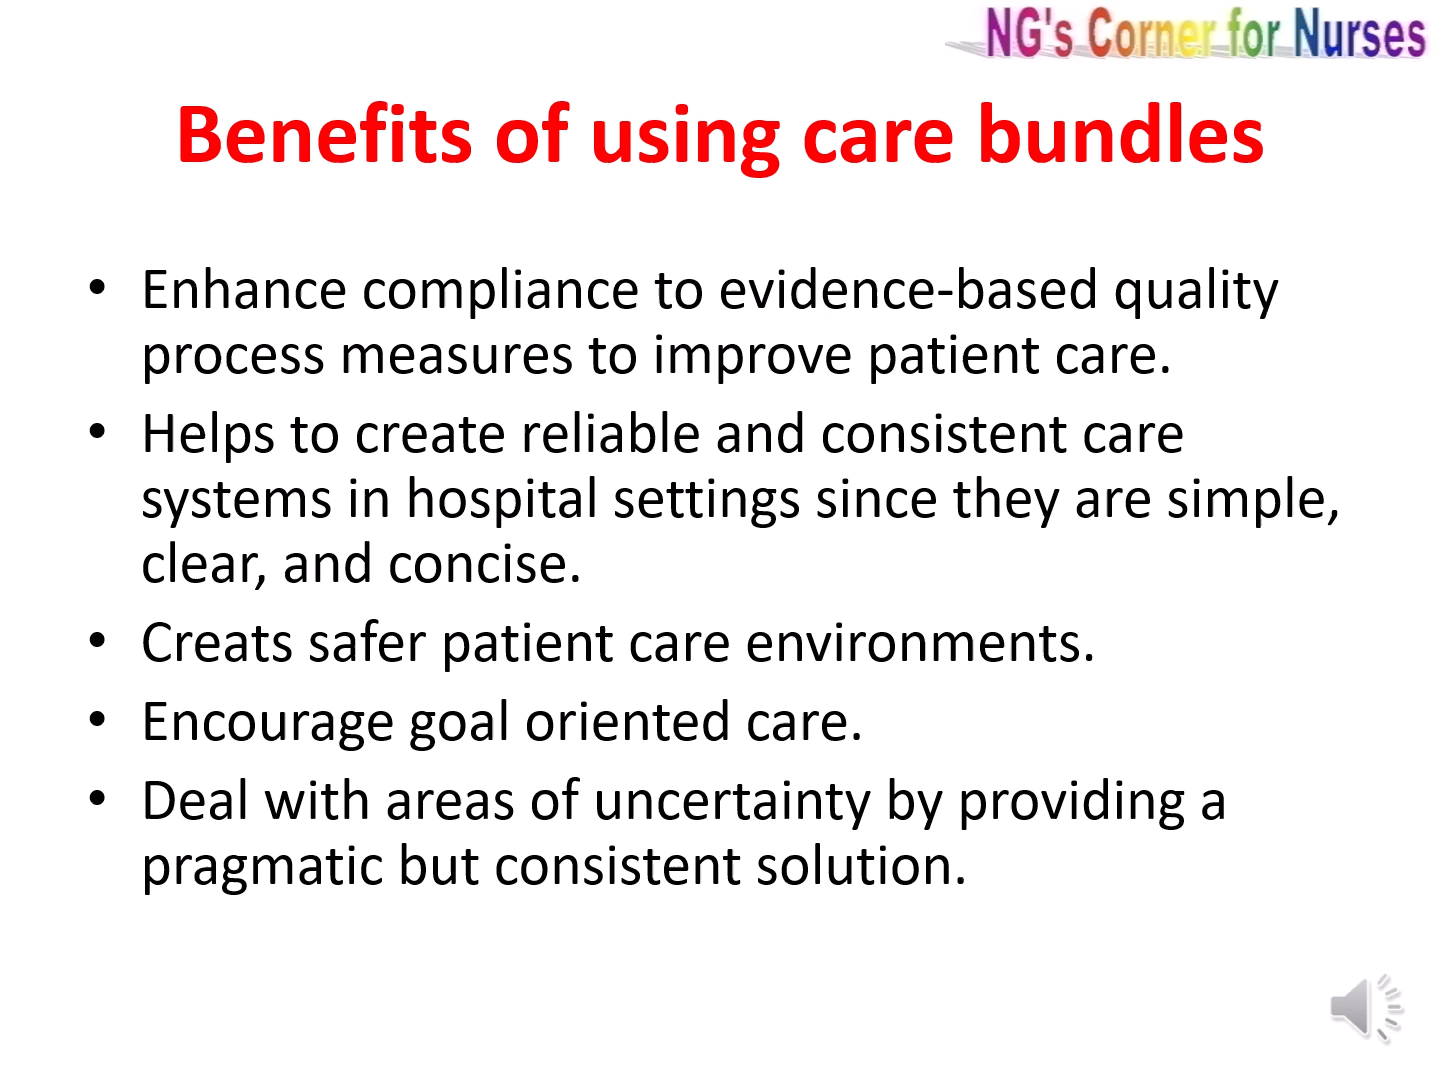 NG's Corner for Nurses
Benefits of using care bundles
• Enhance compliance to evidence-based quality
process measures to improve patient care.
• Helps to create reliable and consistent care
systems in hospital settings since they are simple,
clear, and concise.
• Creats safer patient care environments.
• Encourage goal oriented care.
• Deal with areas of uncertainty by providing a
pragmatic but consistent solution.